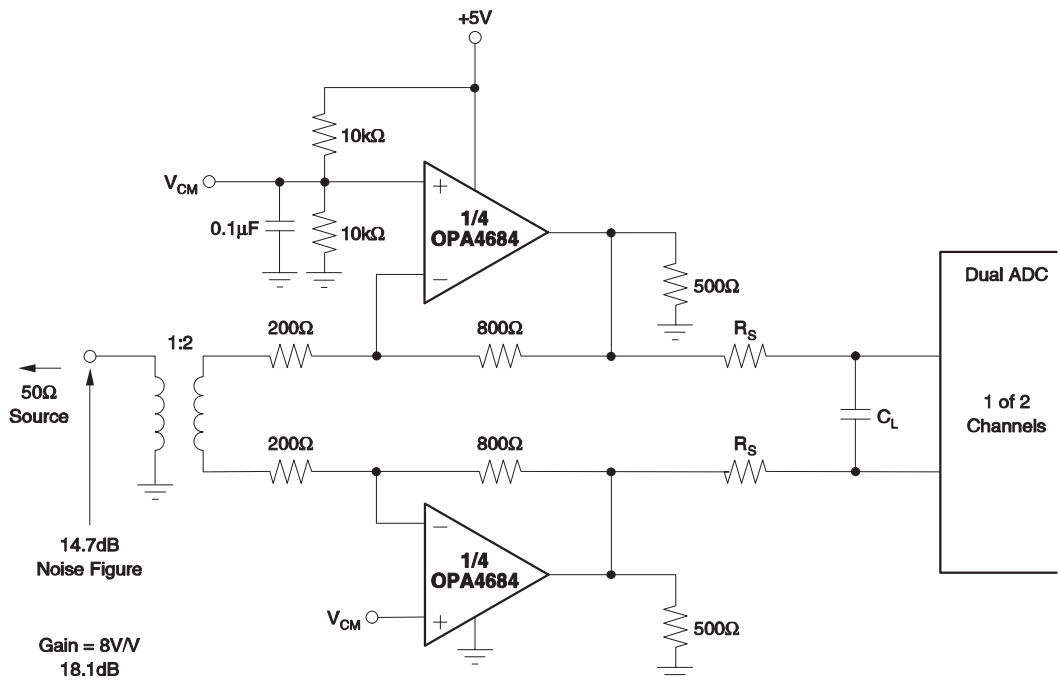 +5V
10kΩ
V_CM
0.1μF
10kΩ
+
1/4
OPA4684
−
500Ω
Dual ADC
1:2
200Ω
800Ω
R_S
50Ω
Source
1 of 2
Channels
C_L
200Ω
800Ω
R_S
14.7dB
Noise Figure
−
1/4
OPA4684
+
V_CM
500Ω
Gain = 8V/V
18.1dB